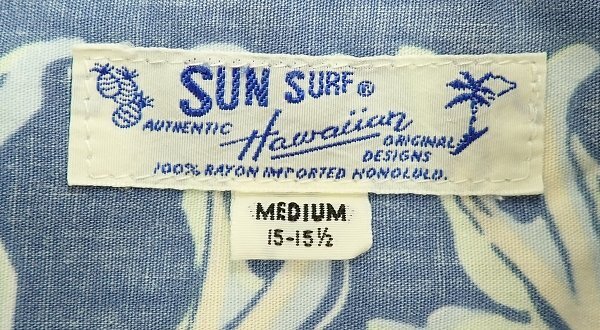 SUN SURF®
AUTHENTIC Hawaiian ORIGINAL DESIGNS
100% RAYON IMPORTED HONOLULU.
MEDIUM
15-15½